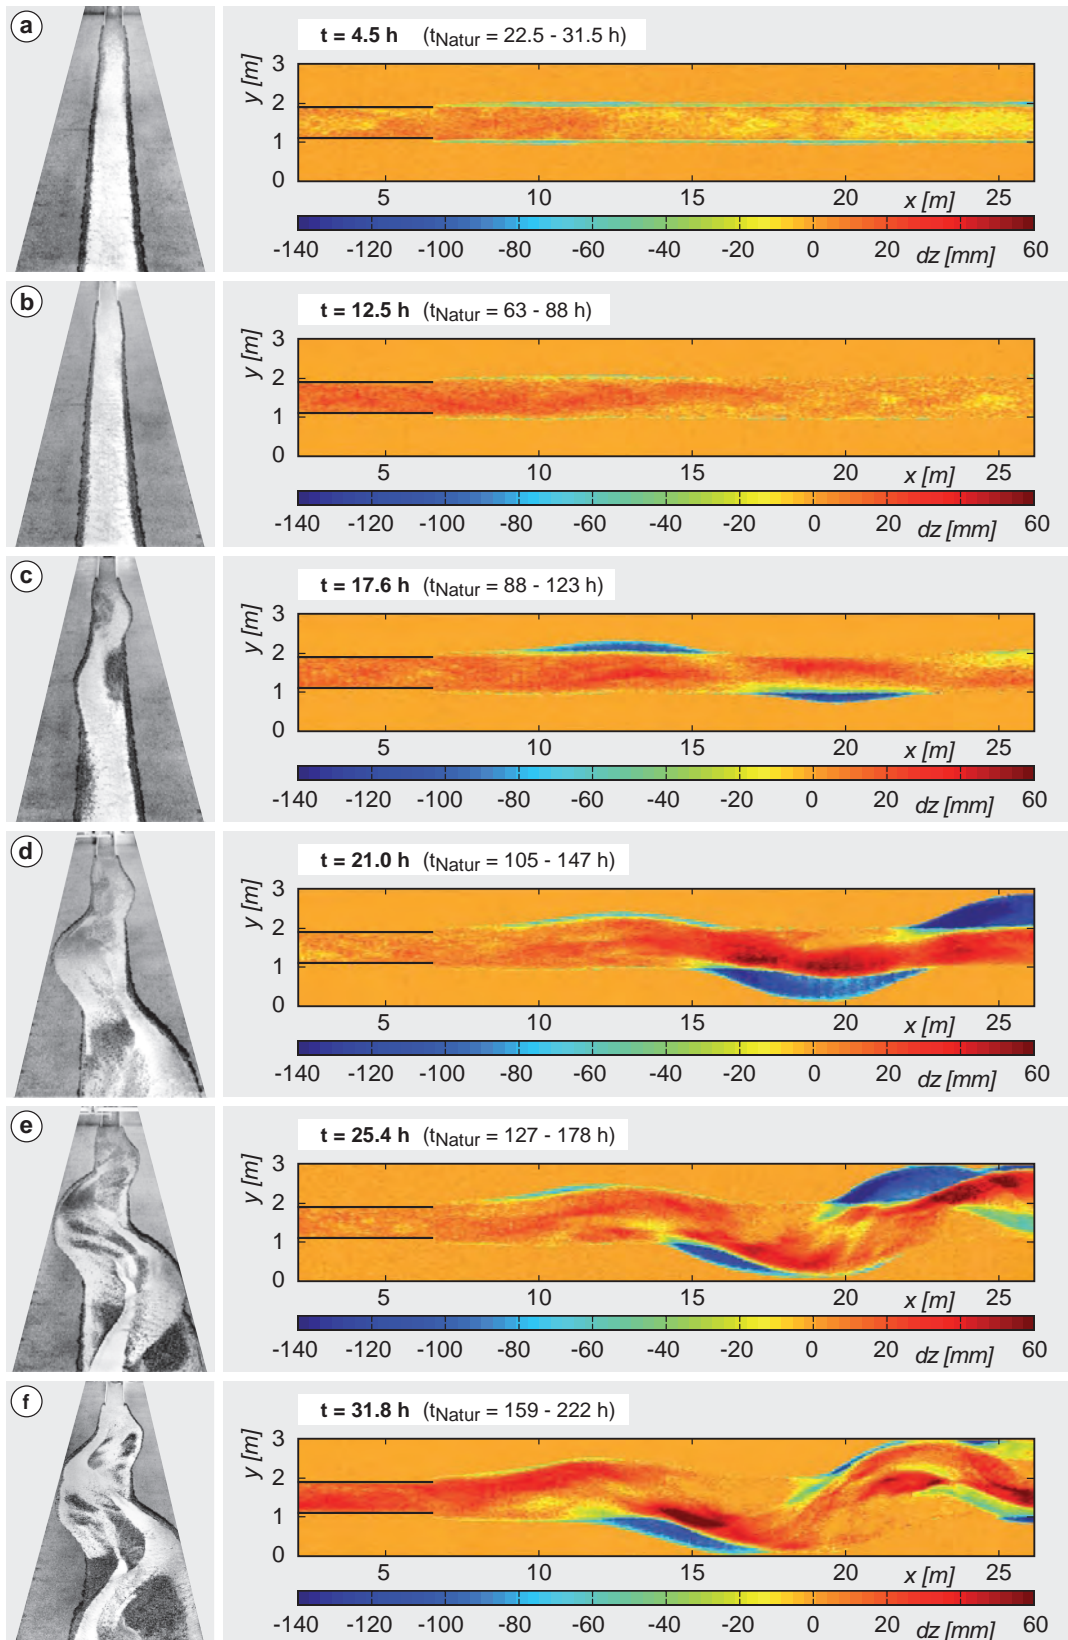 a
t = 4.5 h (tNatur = 22.5 - 31.5 h)
y [m]
3
2
1
0
5 10 15 20 x [m] 25
-140 -120 -100 -80 -60 -40 -20 0 20 dz [mm] 60
b
t = 12.5 h (tNatur = 63 - 88 h)
y [m]
3
2
1
0
5 10 15 20 x [m] 25
-140 -120 -100 -80 -60 -40 -20 0 20 dz [mm] 60
c
t = 17.6 h (tNatur = 88 - 123 h)
y [m]
3
2
1
0
5 10 15 20 x [m] 25
-140 -120 -100 -80 -60 -40 -20 0 20 dz [mm] 60
d
t = 21.0 h (tNatur = 105 - 147 h)
y [m]
3
2
1
0
5 10 15 20 x [m] 25
-140 -120 -100 -80 -60 -40 -20 0 20 dz [mm] 60
e
t = 25.4 h (tNatur = 127 - 178 h)
y [m]
3
2
1
0
5 10 15 20 x [m] 25
-140 -120 -100 -80 -60 -40 -20 0 20 dz [mm] 60
f
t = 31.8 h (tNatur = 159 - 222 h)
y [m]
3
2
1
0
5 10 15 20 x [m] 25
-140 -120 -100 -80 -60 -40 -20 0 20 dz [mm] 60